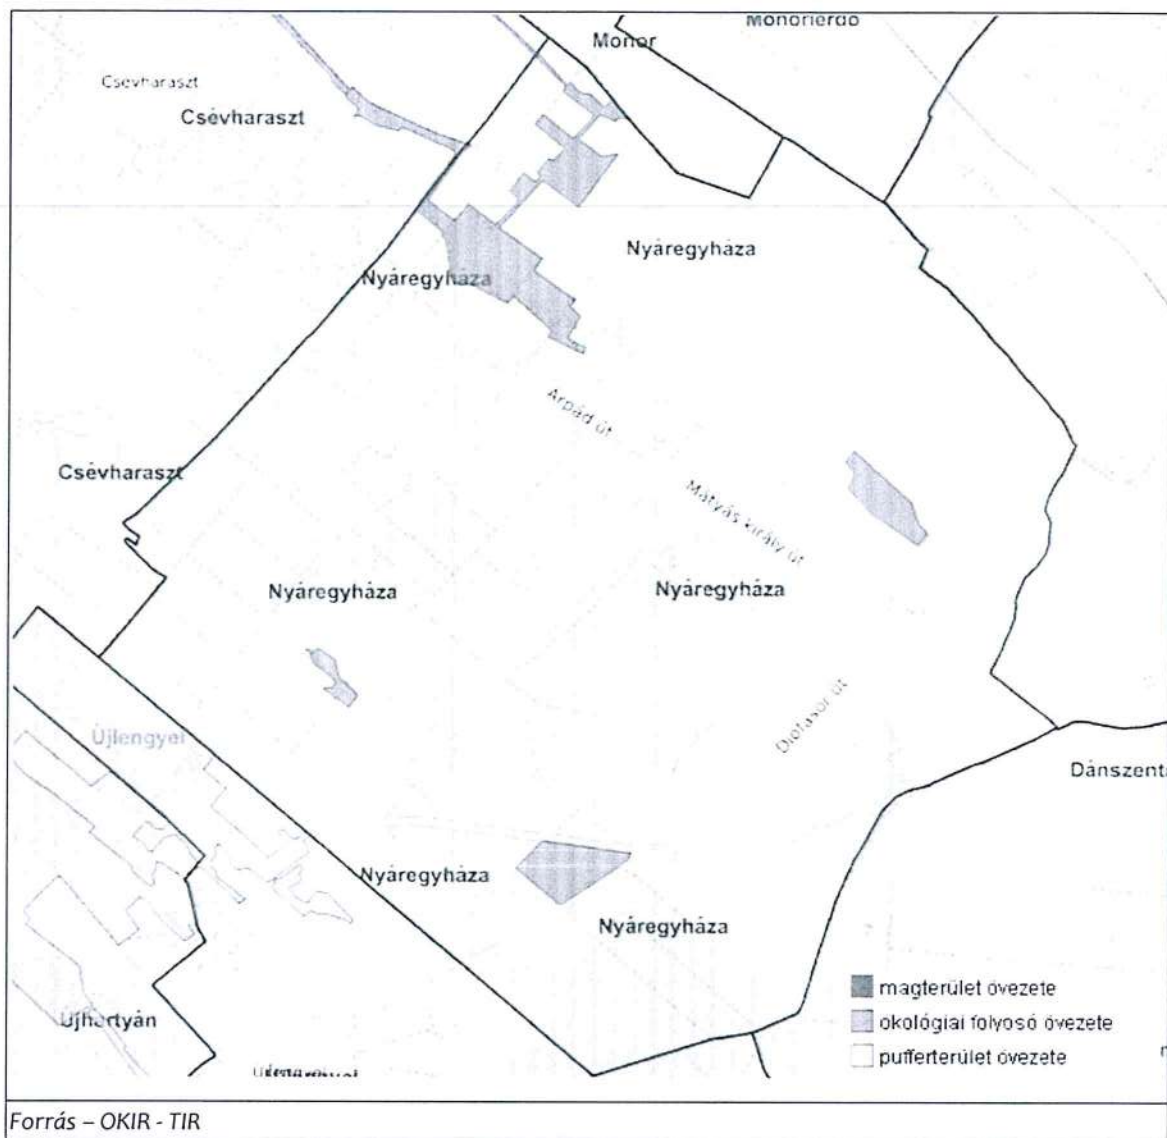 Monor
Monorierdő
Csévharaszt
Csévharaszt
Nyáregyháza
Nyáregyháza
Árpád út
Csévharaszt
Mátyás király út
Nyáregyháza
Nyáregyháza
Diófasor út
Újlengyel
Dánszent
Nyáregyháza
Nyáregyháza
magterület övezete
ökológiai folyosó övezete
pufferterület övezete
Újhartyán
Forrás – OKIR - TIR